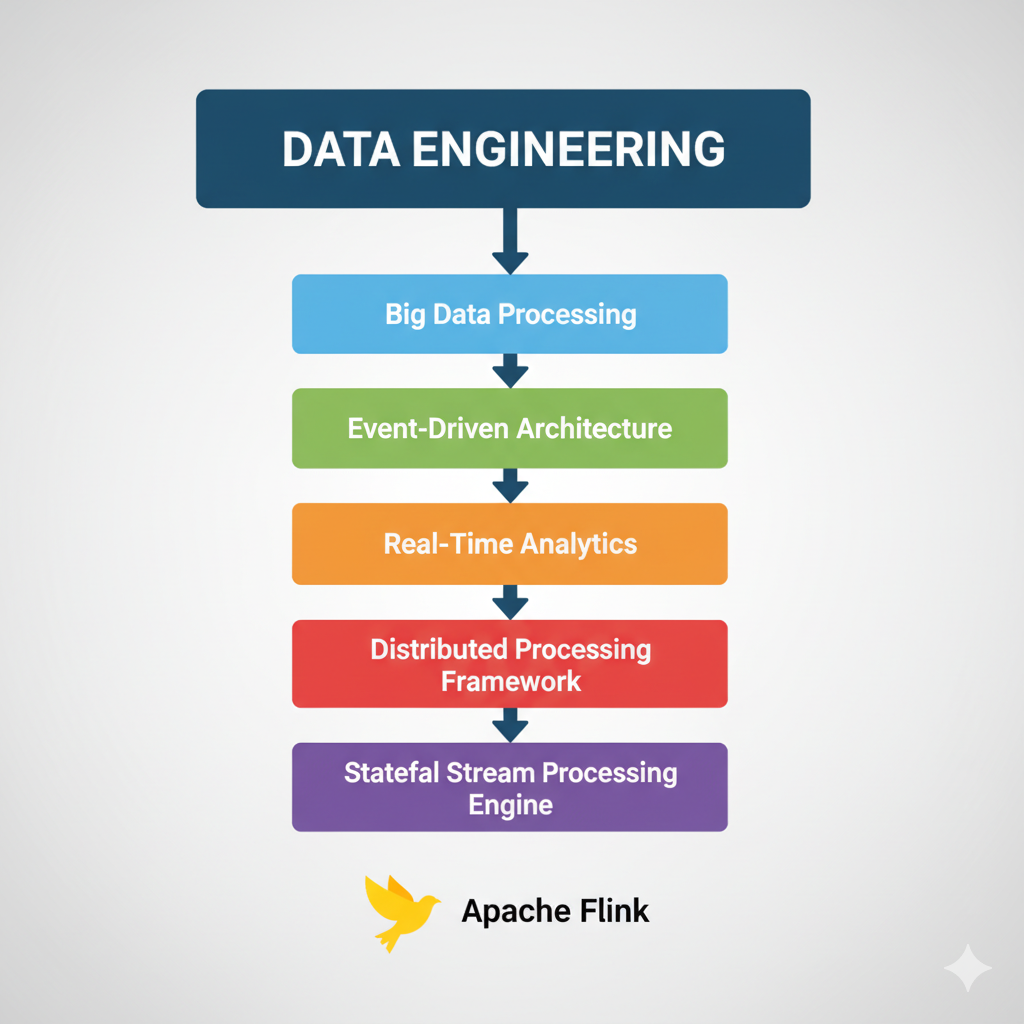 DATA ENGINEERING
Big Data Processing
Event-Driven Architecture
Real-Time Analytics
Distributed Processing
Framework
Statefal Stream Processing
Engine
Apache Flink